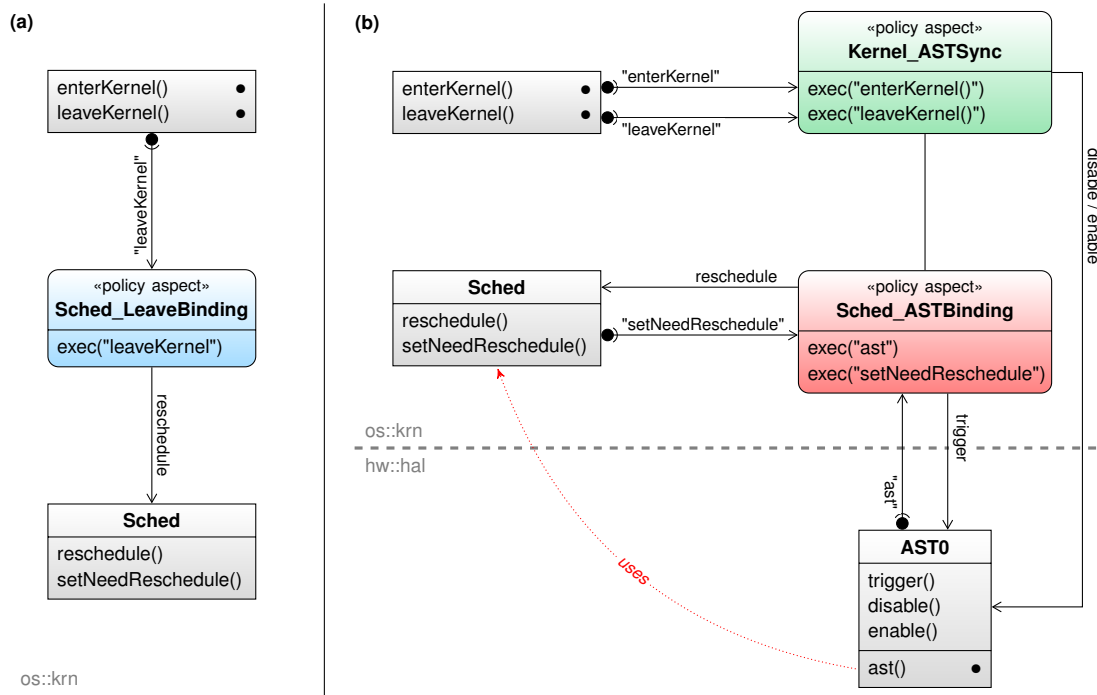 (a)
enterKernel()
leaveKernel()
"leaveKernel"
«policy aspect»
Sched_LeaveBinding
exec("leaveKernel")
reschedule
Sched
reschedule()
setNeedReschedule()
os::krn
(b)
enterKernel()
leaveKernel()
"enterKernel"
"leaveKernel"
«policy aspect»
Kernel_ASTSync
exec("enterKernel()")
exec("leaveKernel()")
disable / enable
Sched
reschedule()
setNeedReschedule()
reschedule
"setNeedReschedule"
«policy aspect»
Sched_ASTBinding
exec("ast")
exec("setNeedReschedule")
os::krn
hw::hal
"ast"
trigger
uses
AST0
trigger()
disable()
enable()
ast()